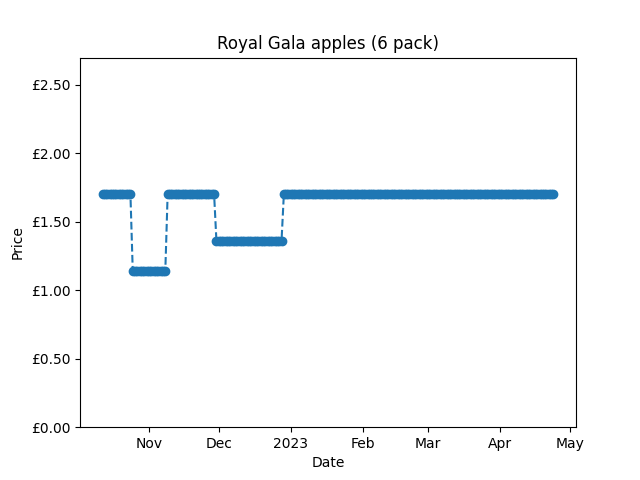 Royal Gala apples (6 pack)
£2.50
£2.00
£1.50
£1.00
£0.50
£0.00
Price
Nov Dec 2023 Feb Mar Apr May
Date